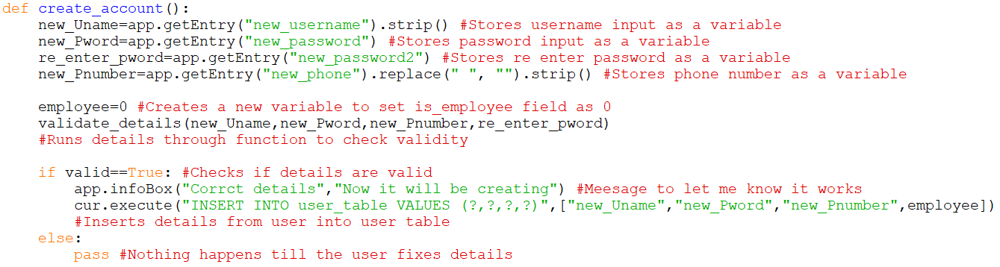 def create_account():
    new_Uname=app.getEntry("new_username").strip() #Stores username input as a variable
    new_Pword=app.getEntry("new_password") #Stores password input as a variable
    re_enter_pword=app.getEntry("new_password2") #Stores re enter password as a variable
    new_Pnumber=app.getEntry("new_phone").replace(" ", "").strip() #Stores phone number as a variable

    employee=0 #Creates a new variable to set is_employee field as 0
    validate_details(new_Uname,new_Pword,new_Pnumber,re_enter_pword)
    #Runs details through function to check validity

    if valid==True: #Checks if details are valid
        app.infoBox("Corrct details","Now it will be creating") #Meesage to let me know it works
        cur.execute("INSERT INTO user_table VALUES (?,?,?,?)",["new_Uname","new_Pword","new_Pnumber",employee])
        #Inserts details from user into user table
    else:
        pass #Nothing happens till the user fixes details